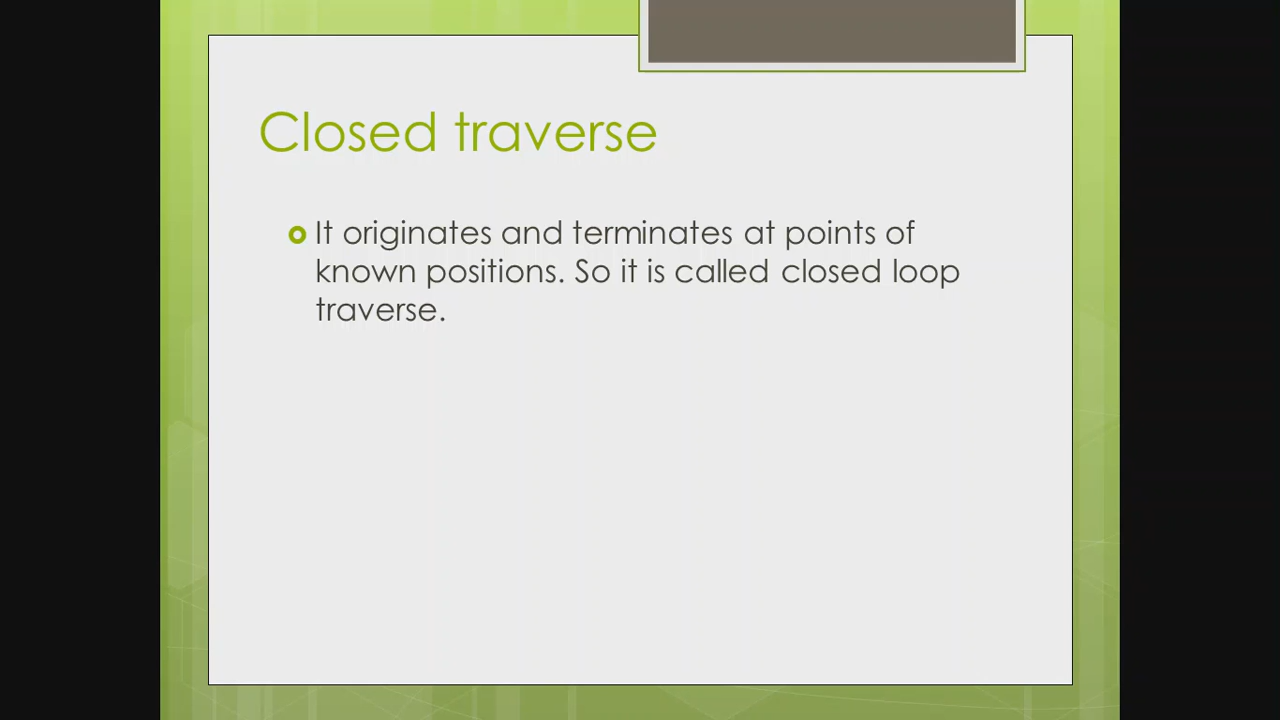 Closed traverse
It originates and terminates at points of
known positions. So it is called closed loop
traverse.